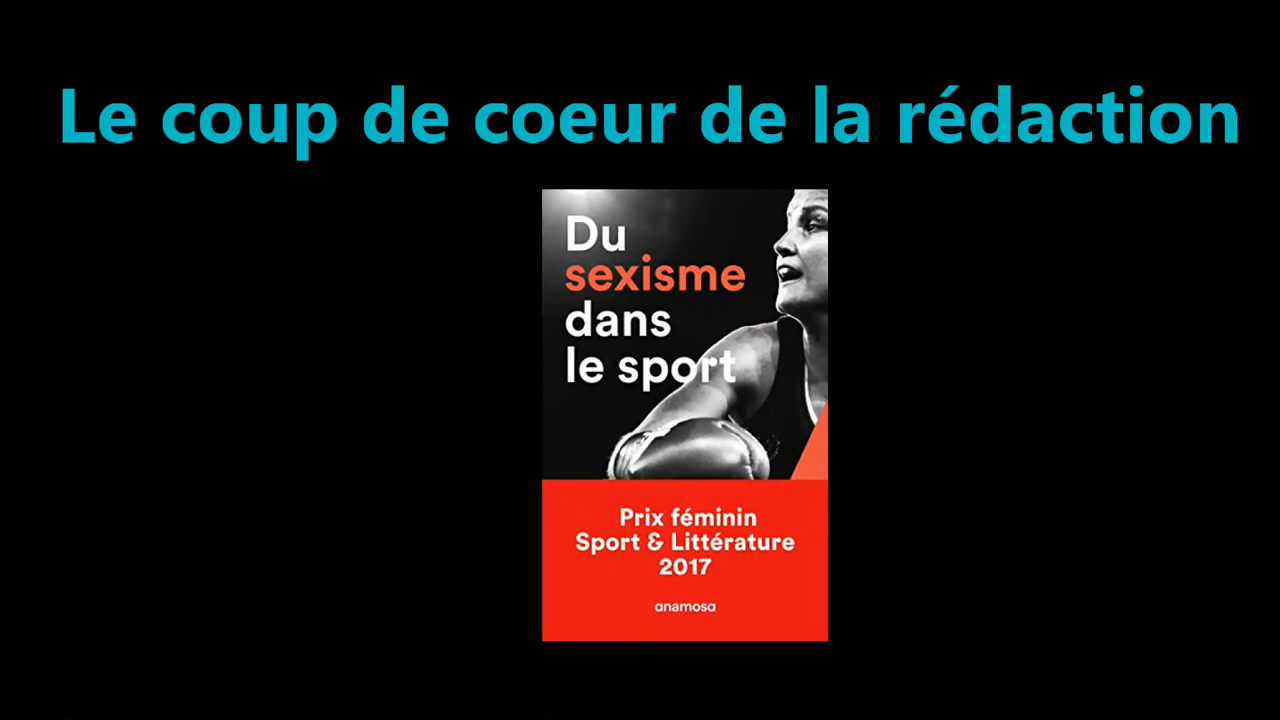 Le coup de coeur de la rédaction
Du
sexisme
dans
le sport
Prix féminin
Sport & Littérature
2017
anamosa